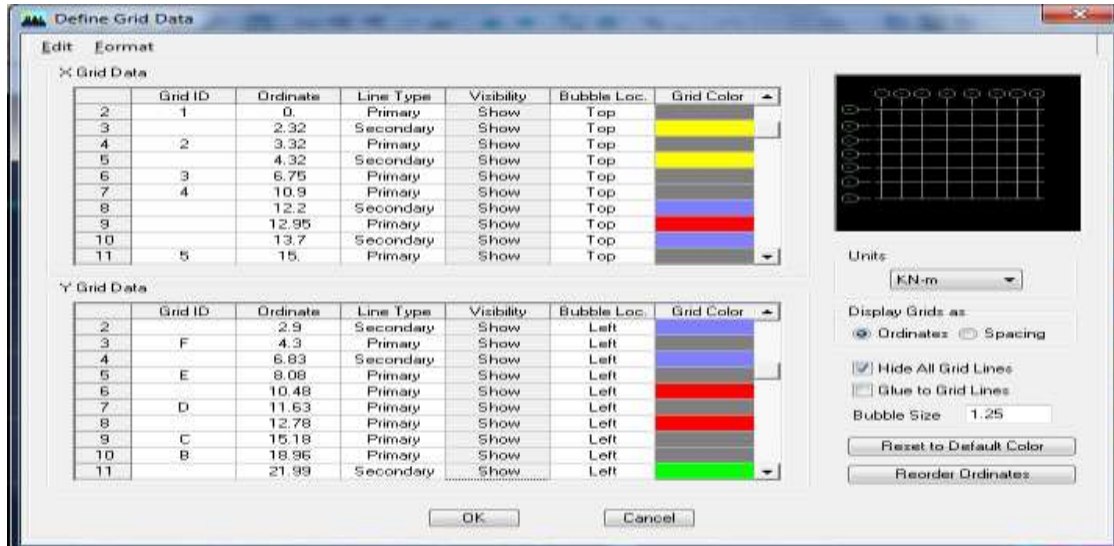 Define Grid Data
Edit Format
X Grid Data
Grid ID Ordinate Line Type Visibility Bubble Loc. Grid Color
2 1 0. Primary Show Top
3 2.32 Secondary Show Top
4 2 3.32 Primary Show Top
5 4.32 Secondary Show Top
6 3 6.75 Primary Show Top
7 4 10.9 Primary Show Top
8 12.2 Secondary Show Top
9 12.95 Primary Show Top
10 13.7 Secondary Show Top
11 5 15. Primary Show Top
Units
KN-m
Y Grid Data
Grid ID Ordinate Line Type Visibility Bubble Loc. Grid Color
2 2.9 Secondary Show Left
3 F 4.3 Primary Show Left
4 6.83 Secondary Show Left
5 E 8.08 Primary Show Left
6 10.48 Primary Show Left
7 D 11.63 Primary Show Left
8 12.78 Primary Show Left
9 C 15.18 Primary Show Left
10 B 18.96 Primary Show Left
11 21.99 Secondary Show Left
Display Grids as
Ordinates Spacing
Hide All Grid Lines
Glue to Grid Lines
Bubble Size 1.25
Reset to Default Color
Reorder Ordinates
OK Cancel